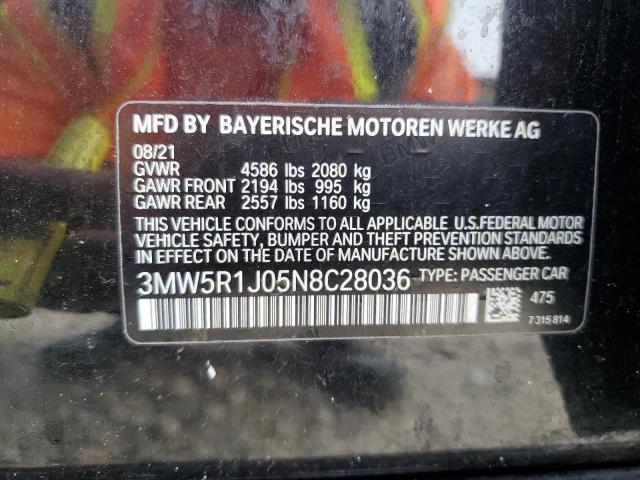 MFD BY BAYERISCHE MOTOREN WERKE AG
08/21
GVWR 4586 lbs 2080 kg
GAWR FRONT 2194 lbs 995 kg
GAWR REAR 2557 lbs 1160 kg
THIS VEHICLE CONFORMS TO ALL APPLICABLE U.S.FEDERAL MOTOR
VEHICLE SAFETY, BUMPER AND THEFT PREVENTION STANDARDS
IN EFFECT ON THE DATE OF MANUFACTURE SHOWN ABOVE.
3MW5R1J05N8C28036 TYPE: PASSENGER CAR
475
7315814